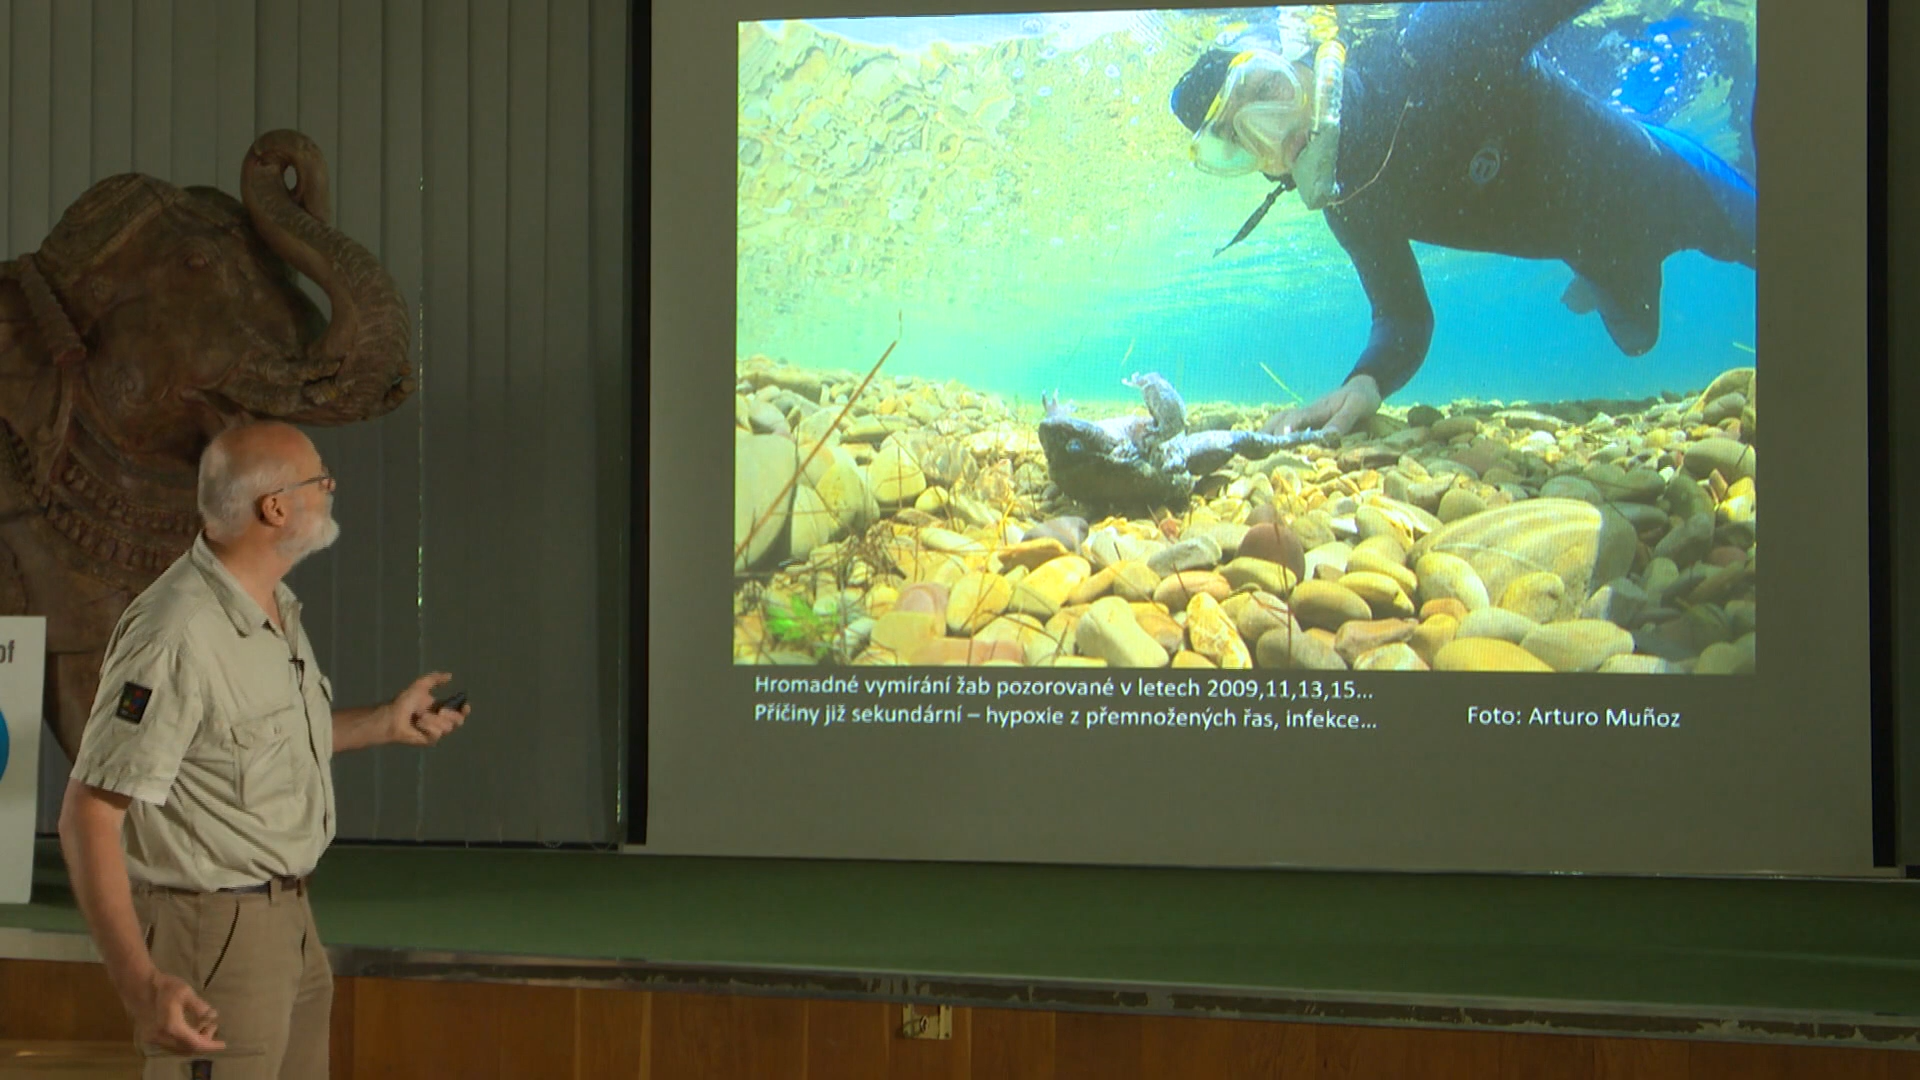 of
Hromadné vymírání žab pozorované v letech 2009,11,13,15...
Příčiny již sekundární – hypoxie z přemnožených řas, infekce...
Foto: Arturo Muñoz